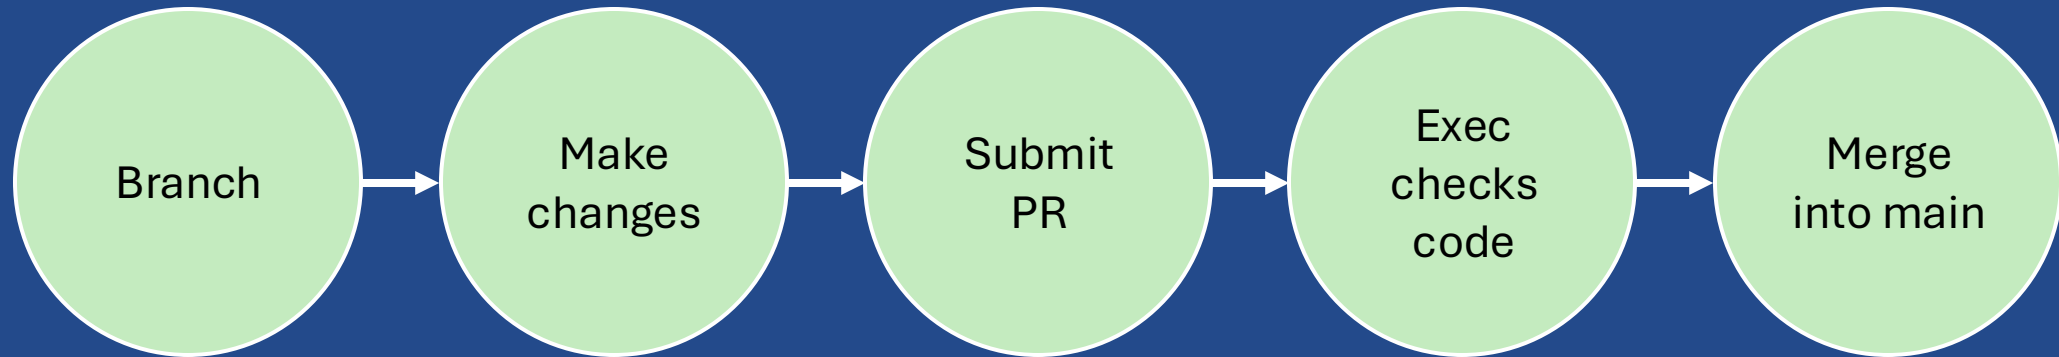 Branch
Make
changes
Submit
PR
Exec
checks
code
Merge
into main